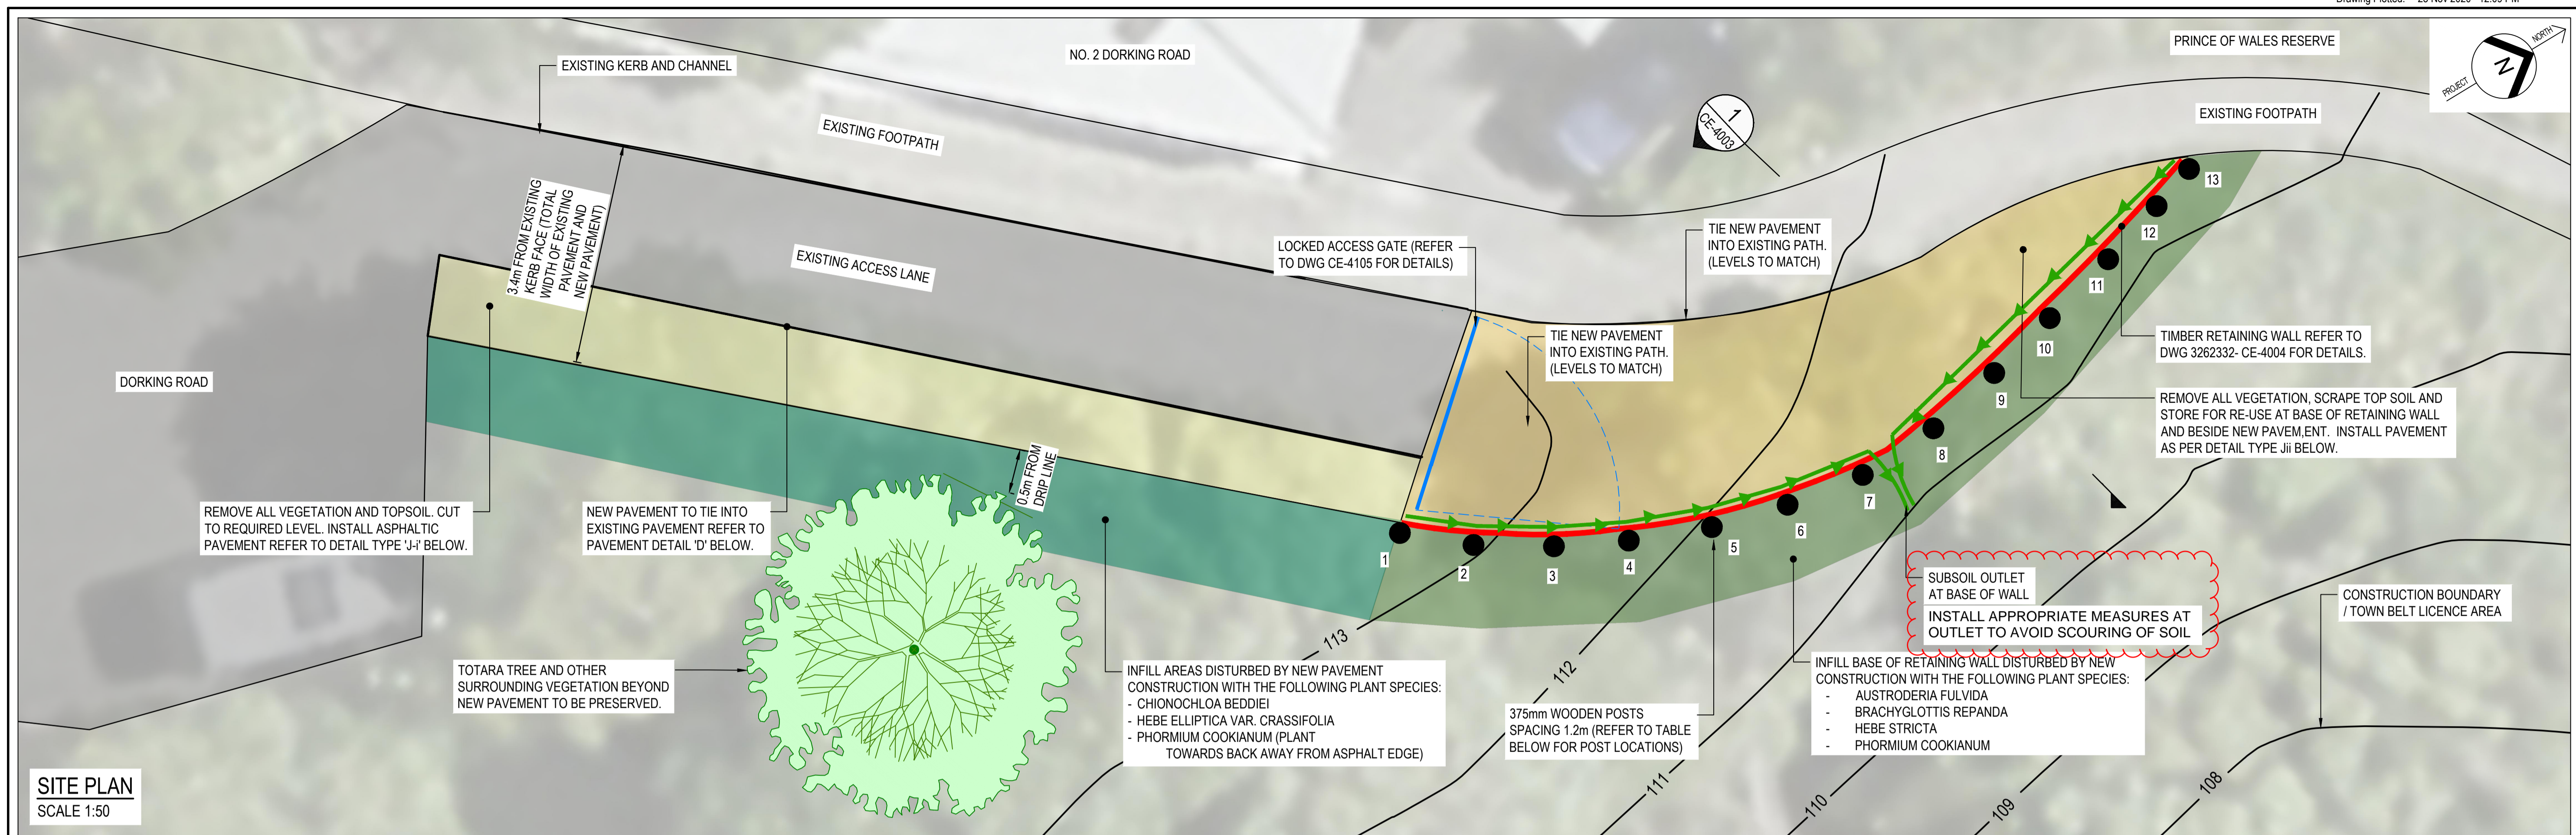 PRINCE OF WALES RESERVE
NORTH
N
PROJECT
NO. 2 DORKING ROAD
EXISTING KERB AND CHANNEL
EXISTING FOOTPATH
1
CE-4003
EXISTING FOOTPATH
3.4m FROM EXISTING
KERB FACE (TOTAL
WIDTH OF EXISTING
PAVEMENT AND
NEW PAVEMENT)
EXISTING ACCESS LANE
LOCKED ACCESS GATE (REFER
TO DWG CE-4105 FOR DETAILS)
TIE NEW PAVEMENT
INTO EXISTING PATH.
(LEVELS TO MATCH)
TIE NEW PAVEMENT
INTO EXISTING PATH.
(LEVELS TO MATCH)
13
12
11
10
9
8
7
6
5
4
3
2
1
TIMBER RETAINING WALL REFER TO
DWG 3262332- CE-4004 FOR DETAILS.
REMOVE ALL VEGETATION, SCRAPE TOP SOIL AND
STORE FOR RE-USE AT BASE OF RETAINING WALL
AND BESIDE NEW PAVEM,ENT. INSTALL PAVEMENT
AS PER DETAIL TYPE Jii BELOW.
DORKING ROAD
0.5m FROM
DRIP LINE
REMOVE ALL VEGETATION AND TOPSOIL. CUT
TO REQUIRED LEVEL. INSTALL ASPHALTIC
PAVEMENT REFER TO DETAIL TYPE 'J-i' BELOW.
NEW PAVEMENT TO TIE INTO
EXISTING PAVEMENT REFER TO
PAVEMENT DETAIL 'D' BELOW.
SUBSOIL OUTLET
AT BASE OF WALL
INSTALL APPROPRIATE MEASURES AT
OUTLET TO AVOID SCOURING OF SOIL
CONSTRUCTION BOUNDARY
/ TOWN BELT LICENCE AREA
TOTARA TREE AND OTHER
SURROUNDING VEGETATION BEYOND
NEW PAVEMENT TO BE PRESERVED.
INFILL AREAS DISTURBED BY NEW PAVEMENT
CONSTRUCTION WITH THE FOLLOWING PLANT SPECIES:
- CHIONOCHLOA BEDDIEI
- HEBE ELLIPTICA VAR. CRASSIFOLIA
- PHORMIUM COOKIANUM (PLANT
TOWARDS BACK AWAY FROM ASPHALT EDGE)
375mm WOODEN POSTS
SPACING 1.2m (REFER TO TABLE
BELOW FOR POST LOCATIONS)
INFILL BASE OF RETAINING WALL DISTURBED BY NEW
CONSTRUCTION WITH THE FOLLOWING PLANT SPECIES:
- AUSTRODERIA FULVIDA
- BRACHYGLOTTIS REPANDA
- HEBE STRICTA
- PHORMIUM COOKIANUM
113
112
111
110
109
108
SITE PLAN
SCALE 1:50